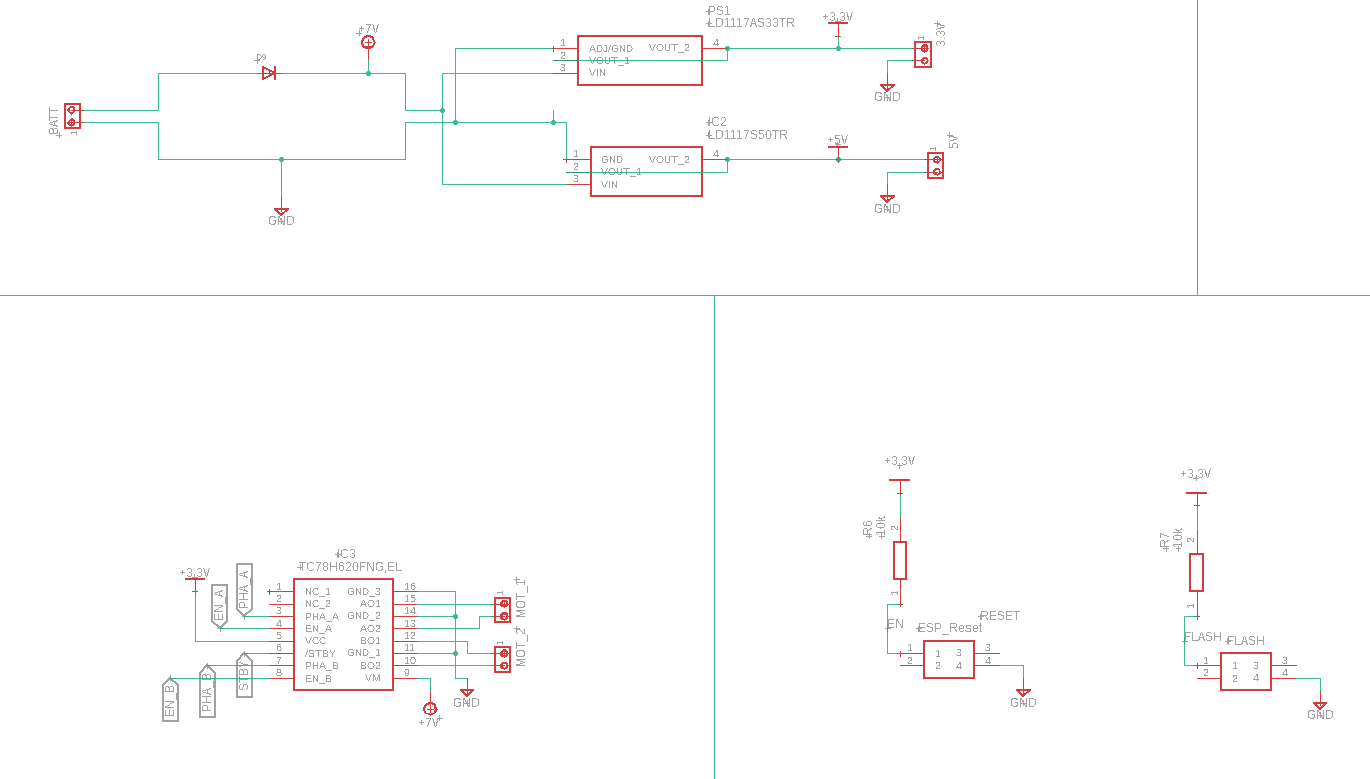 PS1
LD1117AS33TR
+7V
+3.3V
3.3V
1
D9
1
ADJ/GND
VOUT_2
4
2
VOUT_1
3
VIN
GND
BATT
1
IC2
LD1117S50TR
+5V
5V
1
1
GND
VOUT_2
4
2
VOUT_1
3
VIN
GND
GND
+3.3V
+3.3V
R6
10k
2
1
R7
10k
2
1
IC3
TC78H620FNG,EL
+3.3V
EN_A
PHA_A
1
NC_1
GND_3
16
2
NC_2
AO1
15
3
PHA_A
GND_2
14
4
EN_A
AO2
13
5
VCC
BO1
12
6
/STBY
GND_1
11
7
PHA_B
BO2
10
8
EN_B
VM
9
MOT_1
1
MOT_2
1
EN_B
PHA_B
STBY
GND
+7V
EN
ESP_Reset
RESET
1
1
3
3
2
2
4
4
GND
FLASH
FLASH
1
1
3
3
2
2
4
4
GND